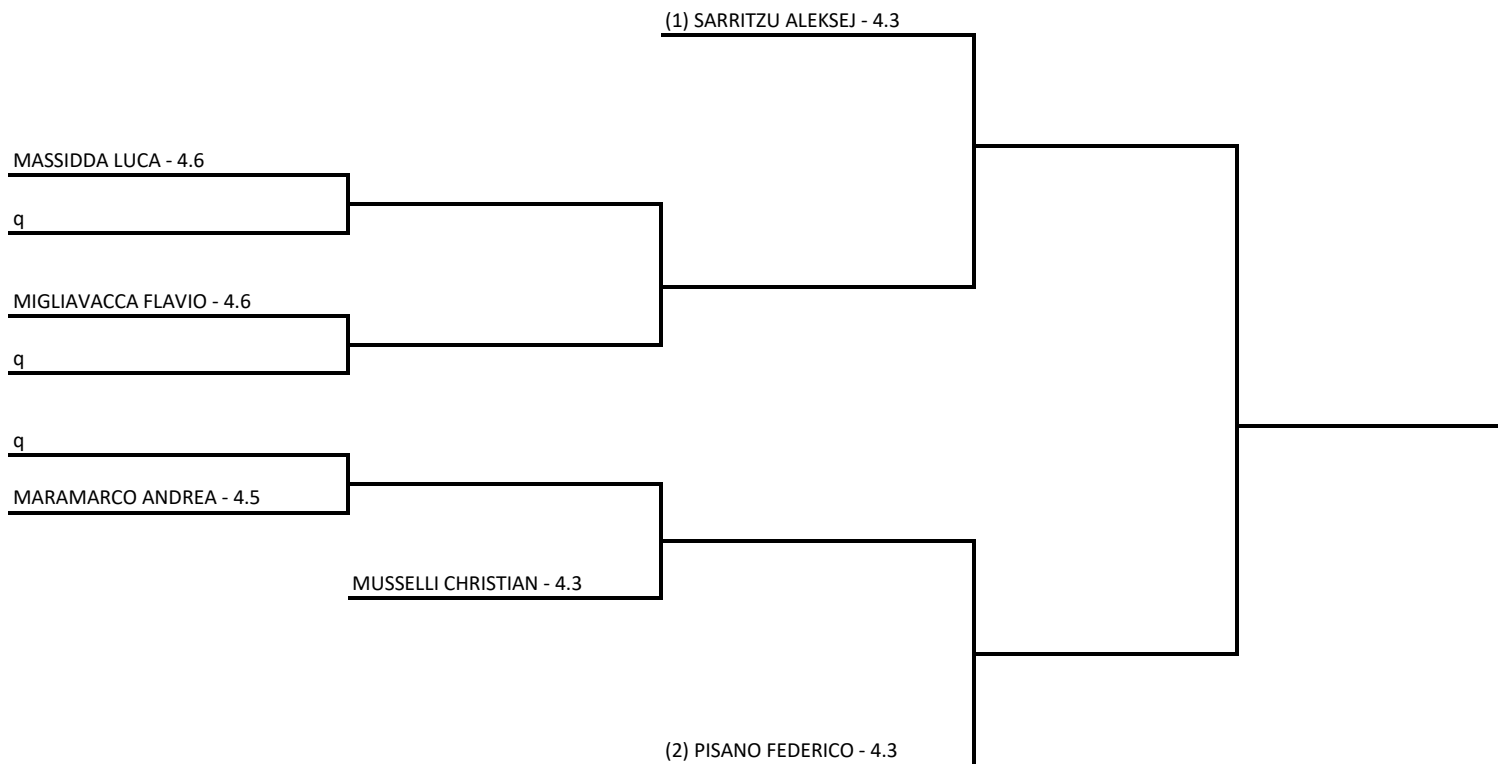 (1) SARRITZU ALEKSEJ - 4.3
MASSIDDA LUCA - 4.6
q
MIGLIAVACCA FLAVIO - 4.6
q
q
MARAMARCO ANDREA - 4.5
MUSSELLI CHRISTIAN - 4.3
(2) PISANO FEDERICO - 4.3